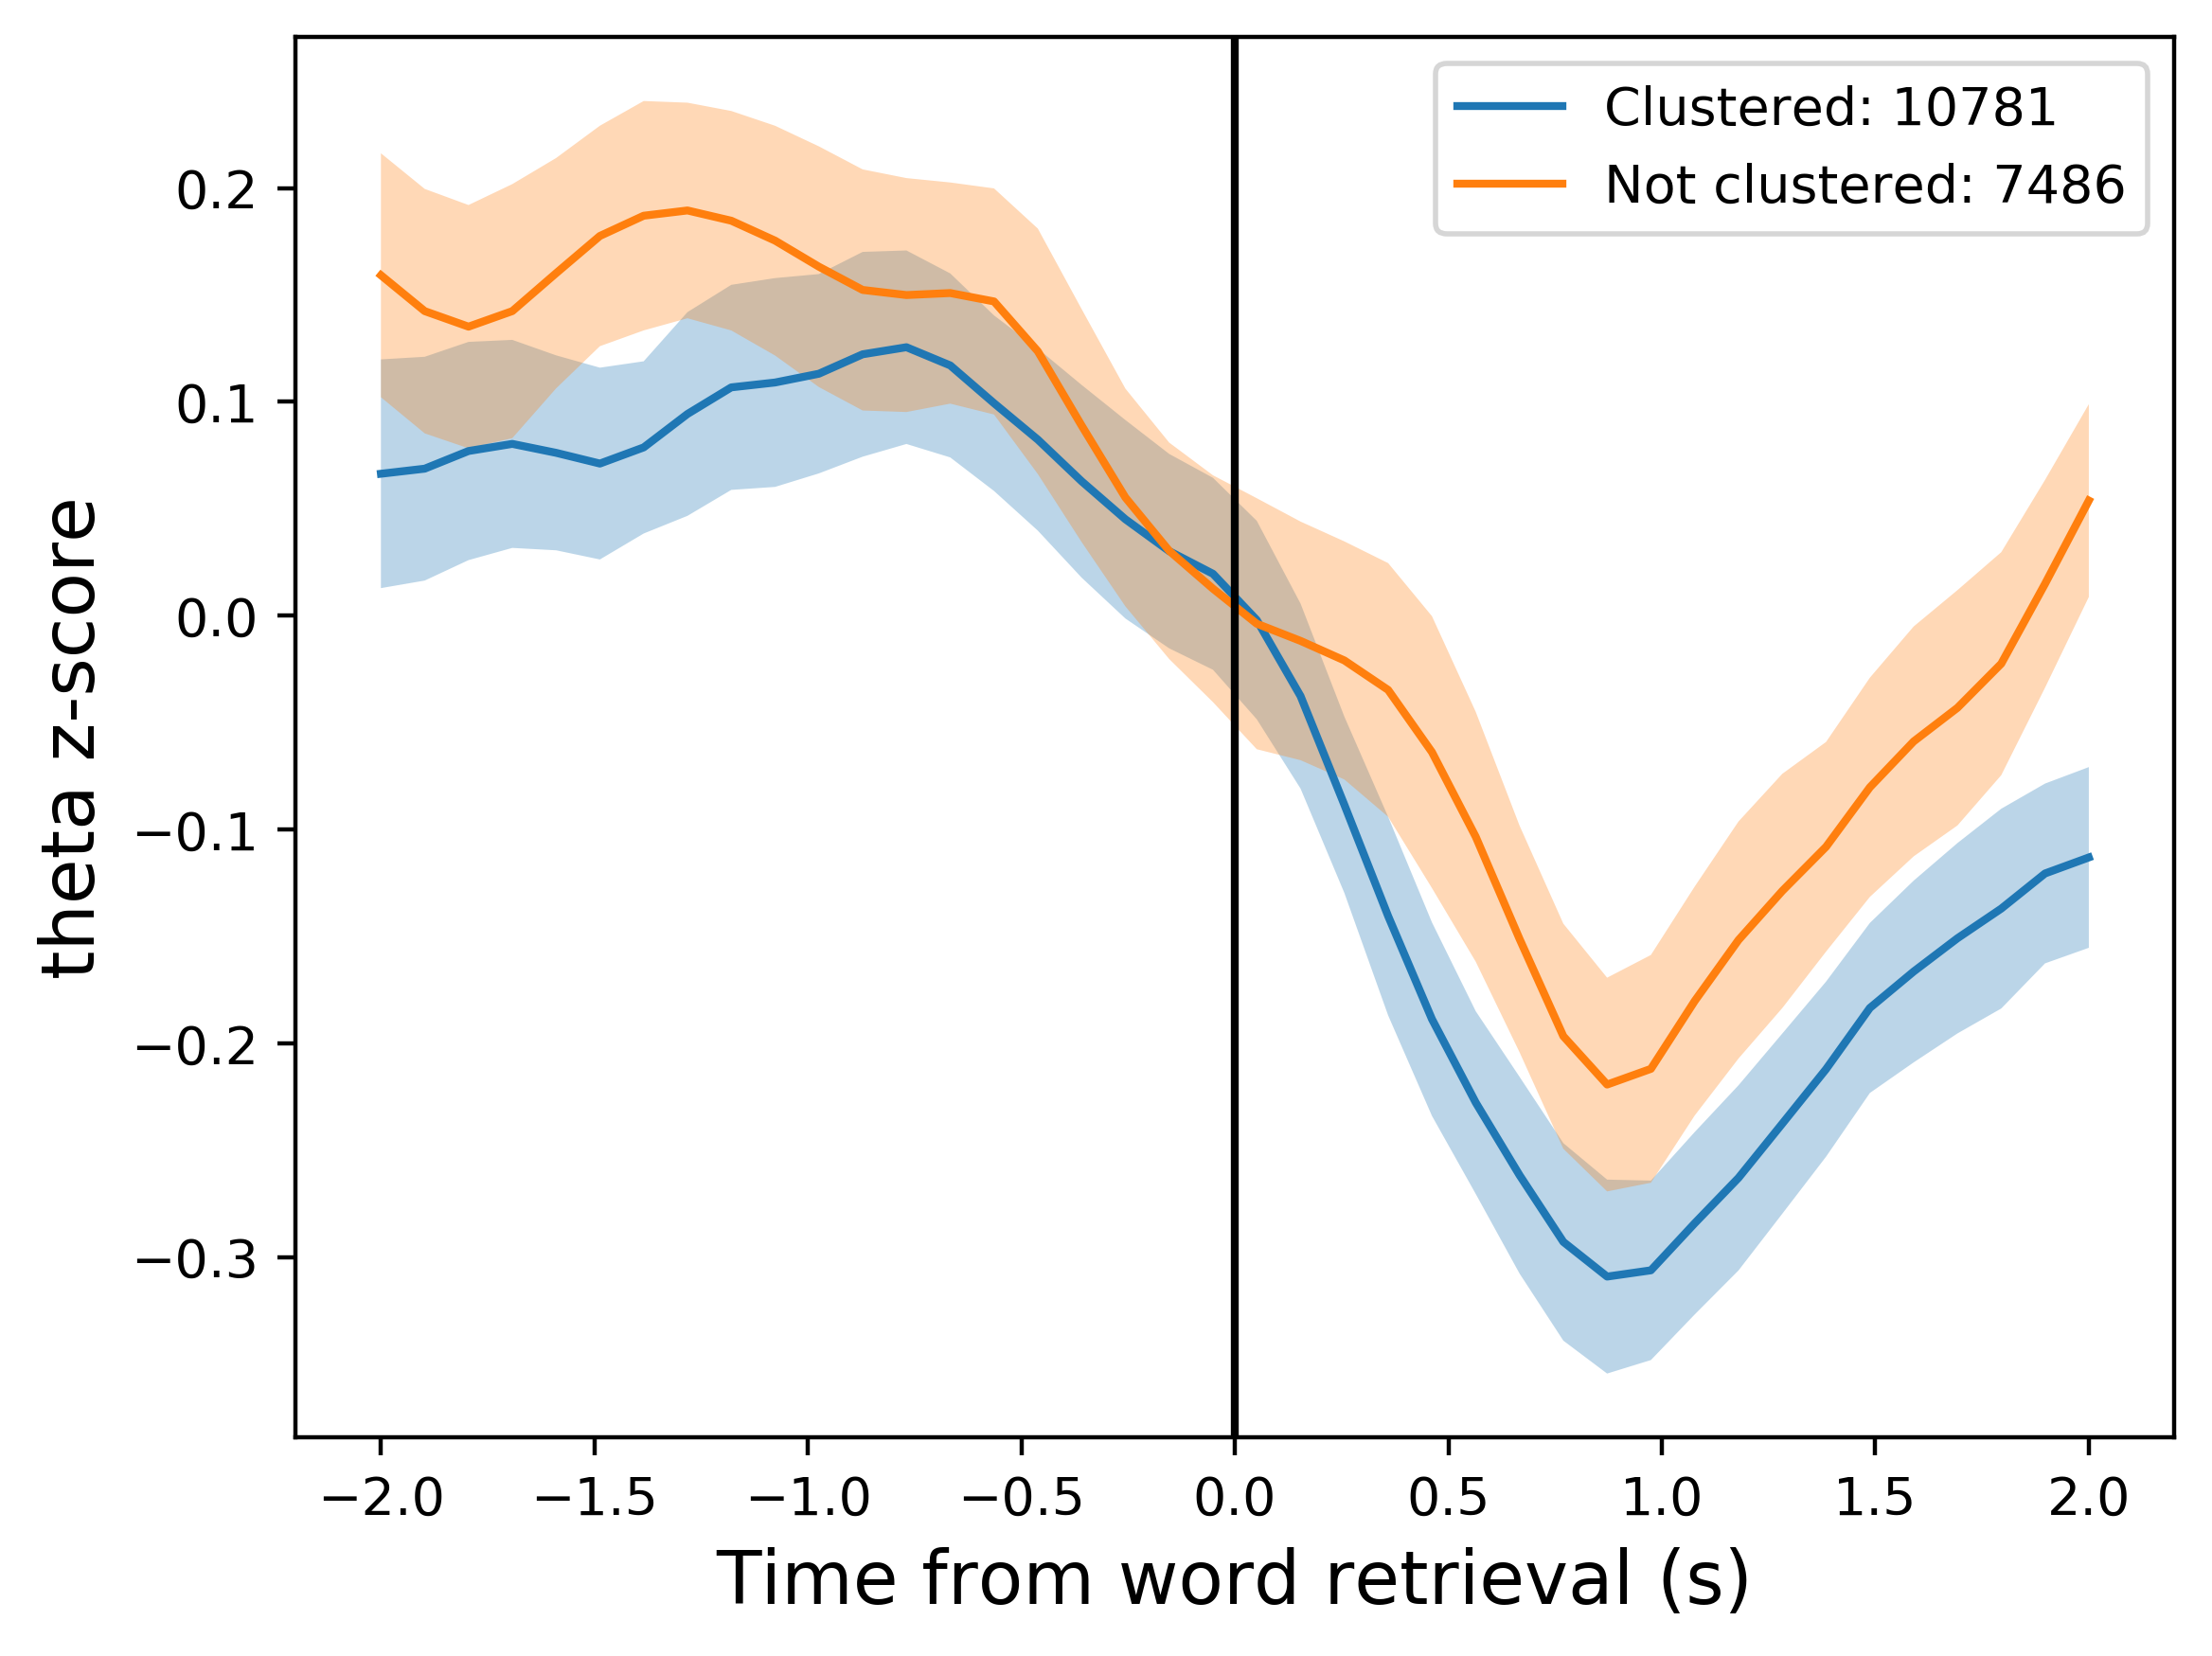 Clustered: 10781
Not clustered: 7486
theta z-score
0.2
0.1
0.0
−0.1
−0.2
−0.3
−2.0 −1.5 −1.0 −0.5 0.0 0.5 1.0 1.5 2.0
Time from word retrieval (s)